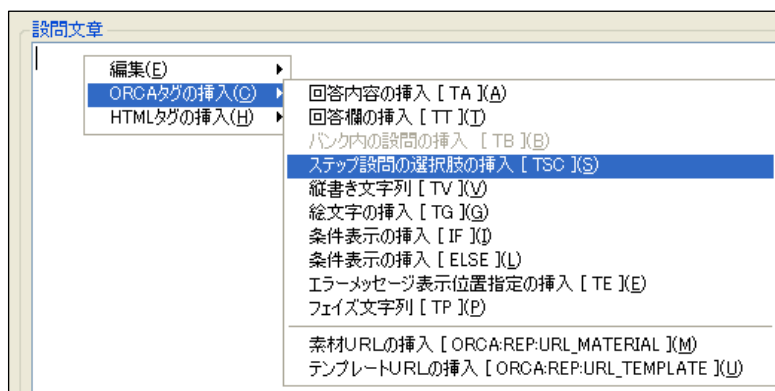 設問文章
編集(E)
ORCAタグの挿入(C)
HTMLタグの挿入(H)
回答内容の挿入 [ TA ](A)
回答欄の挿入 [ TT ](T)
バンク内の設問の挿入 [ TB ](B)
ステップ設問の選択肢の挿入 [ TSC ](S)
縦書き文字列 [ TV ](V)
絵文字の挿入 [ TG ](G)
条件表示の挿入 [ IF ](I)
条件表示の挿入 [ ELSE ](L)
エラーメッセージ表示位置指定の挿入 [ TE ](E)
フェイズ文字列 [ TP ](P)
素材URLの挿入 [ ORCA:REP:URL_MATERIAL ](M)
テンプレートURLの挿入 [ ORCA:REP:URL_TEMPLATE ](U)